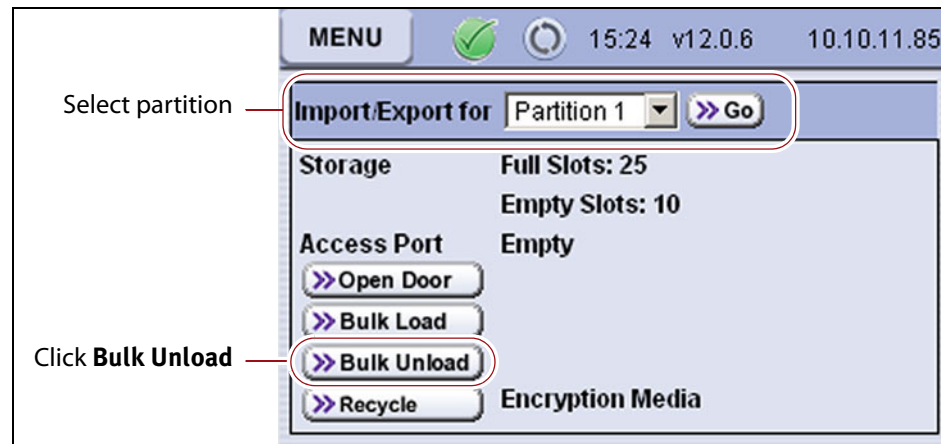 MENU 15:24 v12.0.6 10.10.11.85
Select partition
Import/Export for Partition 1 >> Go
Storage Full Slots: 25
Empty Slots: 10
Access Port Empty
>> Open Door
>> Bulk Load
Click Bulk Unload
>> Bulk Unload
>> Recycle Encryption Media